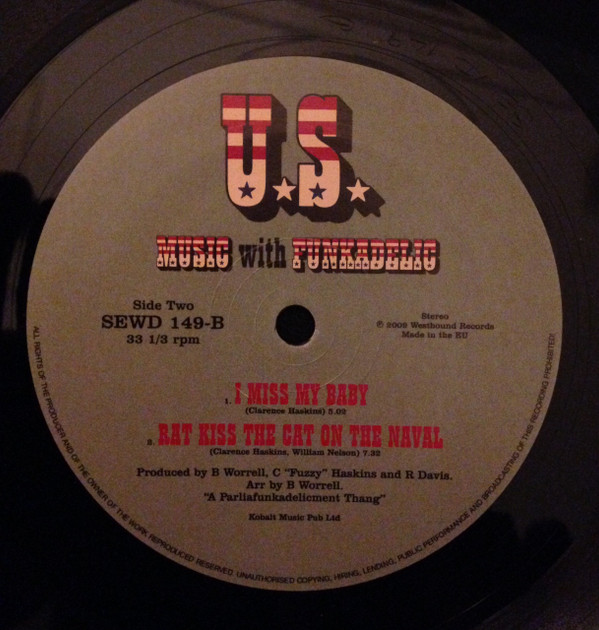 U.S.
MUSIC with FUNKADELIC
Side Two
SEWD 149-B
33 1/3 rpm
Stereo
℗ 2009 Westbound Records
Made in the EU
1. I MISS MY BABY
(Clarence Haskins) 5.02
2. RAT KISS THE CAT ON THE NAVAL
(Clarence Haskins, William Nelson) 7.32
Produced by B Worrell, C "Fuzzy" Haskins and R Davis.
Arr by B Worrell.
"A Parliafunkadelicment Thang"
Kobalt Music Pub Ltd
ALL RIGHTS OF THE PRODUCER AND OF THE OWNER OF THE WORK REPRODUCED RESERVED. UNAUTHORISED COPYING, HIRING, LENDING, PUBLIC PERFORMANCE AND BROADCASTING OF THIS RECORDING PROHIBITED!